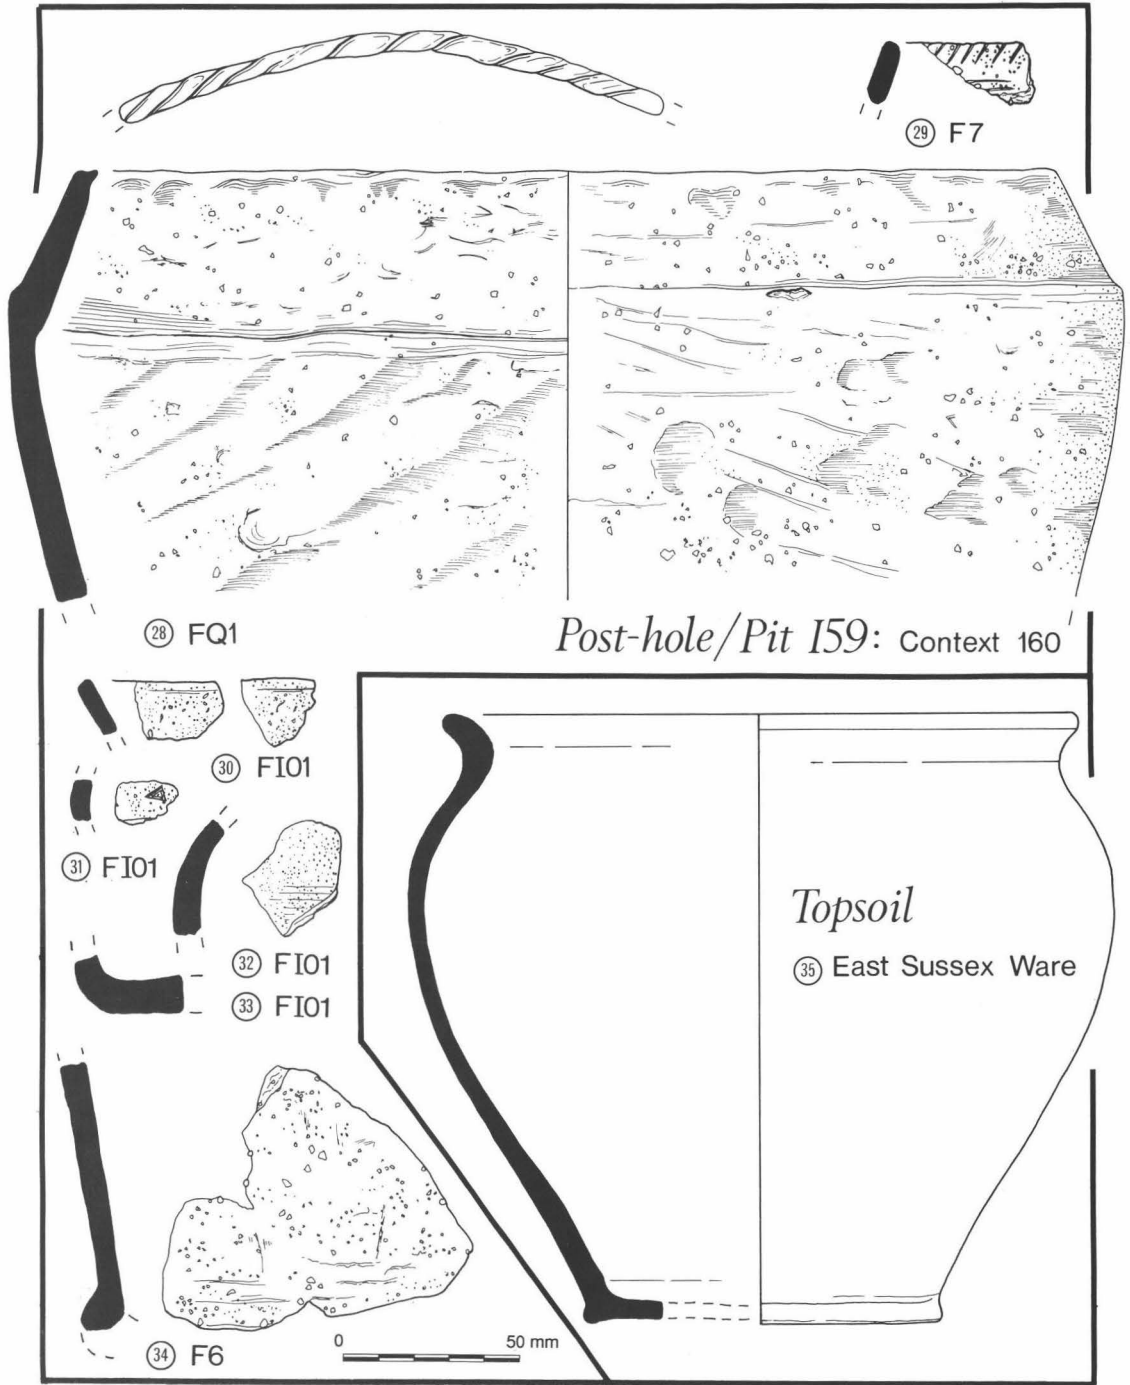 29 F7
28 FQ1
Post-hole/Pit I59: Context 160
30 FI01
31 FI01
Topsoil
32 FI01
35 East Sussex Ware
33 FI01
0 50 mm
34 F6